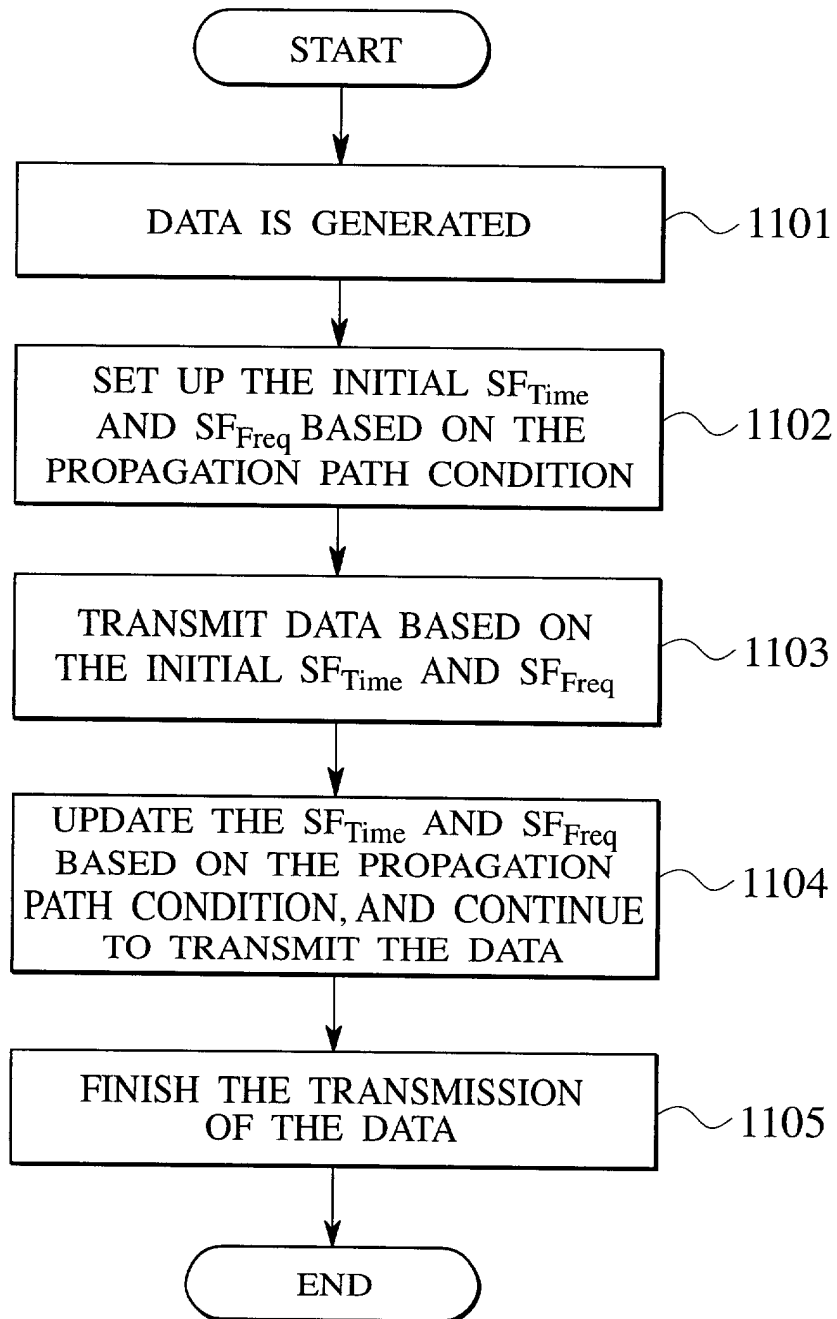 START
DATA IS GENERATED
1101
SET UP THE INITIAL SFTime
AND SFFreq BASED ON THE
PROPAGATION PATH CONDITION
1102
TRANSMIT DATA BASED ON
THE INITIAL SFTime AND SFFreq
1103
UPDATE THE SFTime AND SFFreq
BASED ON THE PROPAGATION
PATH CONDITION, AND CONTINUE
TO TRANSMIT THE DATA
1104
FINISH THE TRANSMISSION
OF THE DATA
1105
END